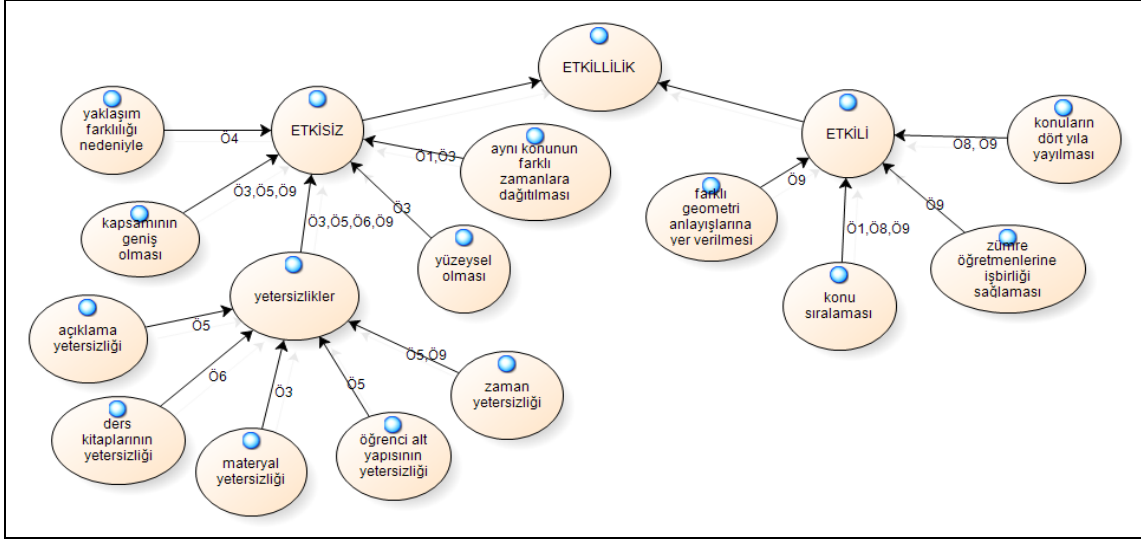 ETKİLLİLİK
yaklaşım
farklılığı
nedeniyle
Ö4
ETKİSİZ
Ö1,Ö3
aynı konunun
farklı
zamanlara
dağıtılması
ETKİLİ
Ö8, Ö9
konuların
dört yıla
yayılması
kapsamının
geniş
olması
Ö3,Ö5,Ö9
Ö3,Ö5,Ö6,Ö9
Ö3
yüzeysel
olması
farklı
geometri
anlayışlarına
yer verilmesi
Ö9
Ö1,Ö8,Ö9
konu
sıralaması
Ö9
zümre
öğretmenlerine
işbirliği
sağlaması
yetersizlikler
açıklama
yetersizliği
Ö5
Ö6
ders
kitaplarının
yetersizliği
Ö3
materyal
yetersizliği
Ö5
öğrenci alt
yapısının
yetersizliği
Ö5,Ö9
zaman
yetersizliği